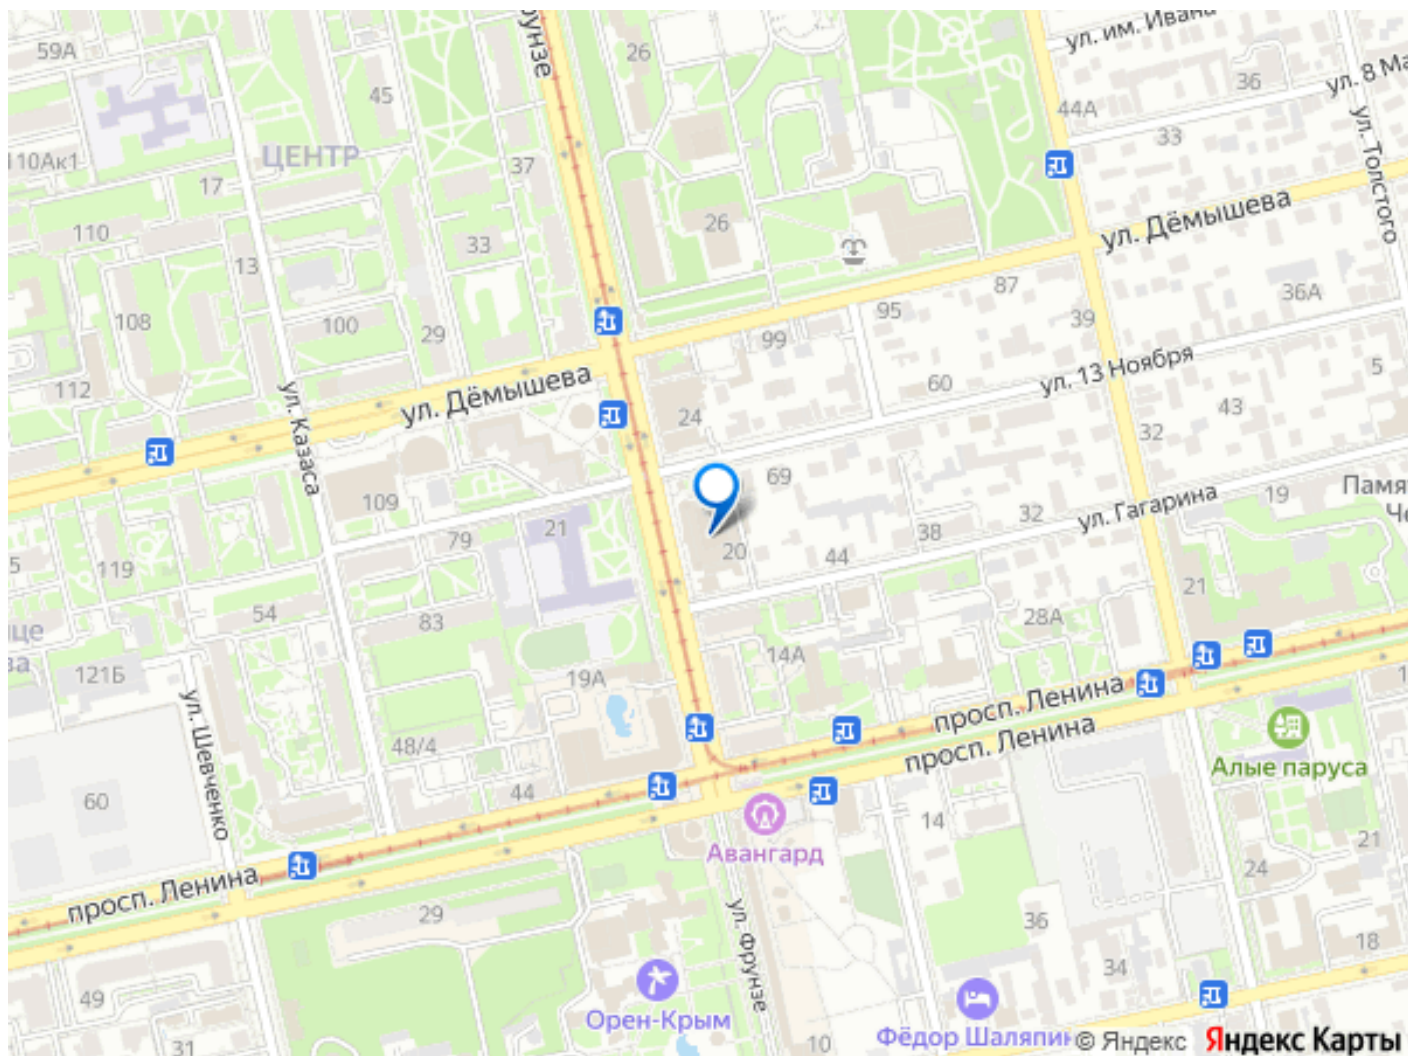 59А
26
ул. им. Ивана
36
ул. 8 Ма
45
44А
33
ул. Толстого
110Ак1
ЦЕНТР
37
17
ул. Дёмышева
110
33
26
13
87
36А
108
100
29
95
39
99
ул. 13 Ноября
112
ул. Дёмышева
60
5
ул. Казаса
24
43
32
109
69
19
Памя
Че
79
21
32
ул. Гагарина
38
5
119
20
44
21
54
83
28А
14А
121Б
19А
просп. Ленина
ул. Шевченко
48/4
просп. Ленина
Алые паруса
60
44
14
21
Авангард
24
просп. Ленина
29
ул. Фрунзе
36
18
34
49
Орен-Крым
31
10
Фёдор Шаляпин
© Яндекс
Яндекс Карты